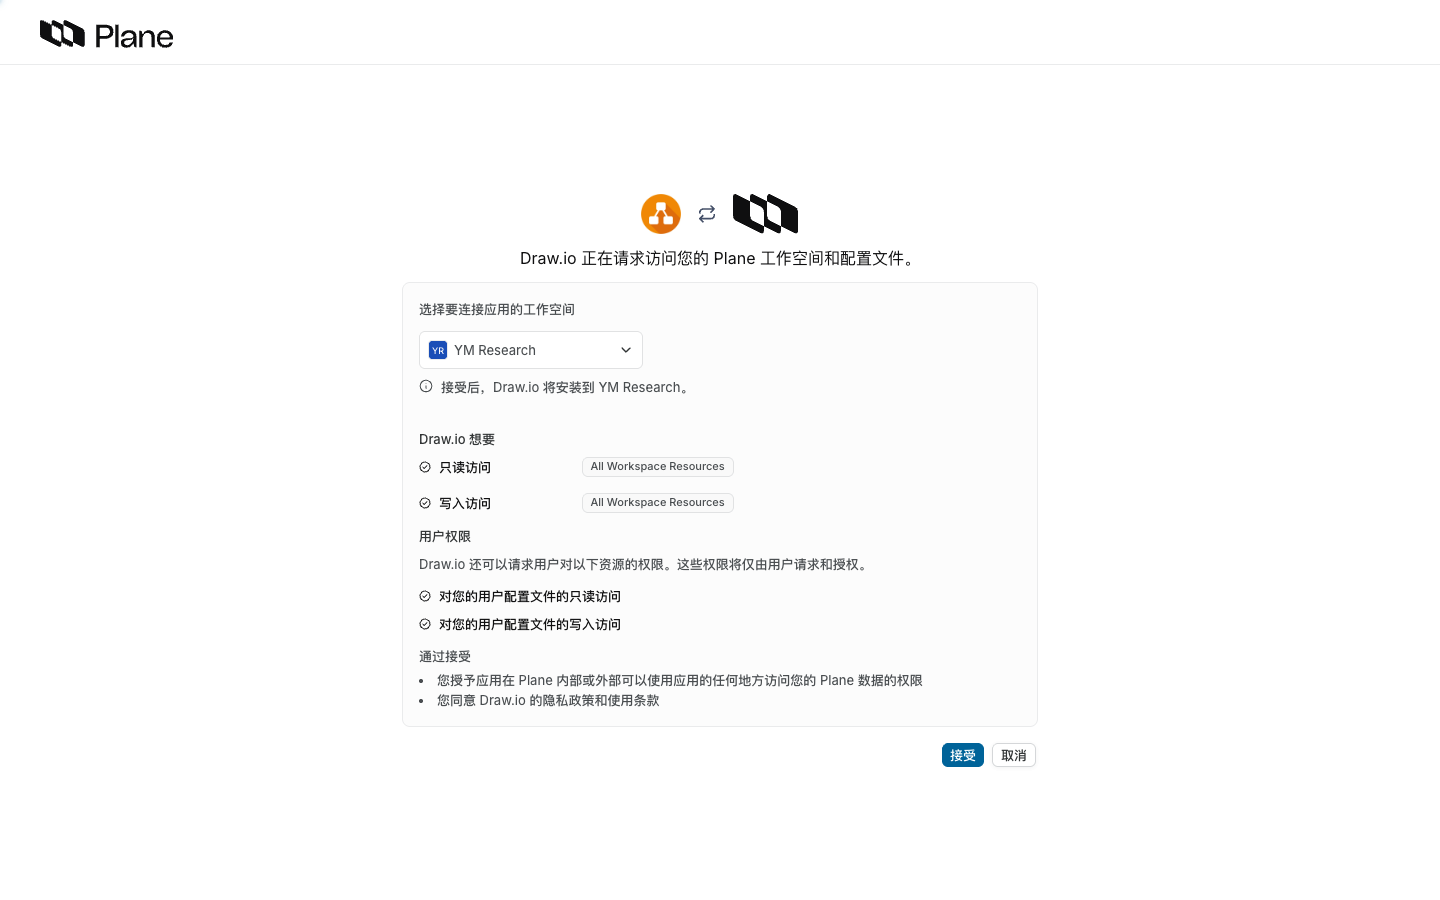 Plane
Draw.io 正在请求访问您的 Plane 工作空间和配置文件。
选择要连接应用的工作空间
YR YM Research
接受后，Draw.io 将安装到 YM Research。
Draw.io 想要
只读访问 All Workspace Resources
写入访问 All Workspace Resources
用户权限
Draw.io 还可以请求用户对以下资源的权限。这些权限将仅由用户请求和授权。
对您的用户配置文件的只读访问
对您的用户配置文件的写入访问
通过接受
• 您授予应用在 Plane 内部或外部可以使用应用的任何地方访问您的 Plane 数据的权限
• 您同意 Draw.io 的隐私政策和使用条款
接受 取消